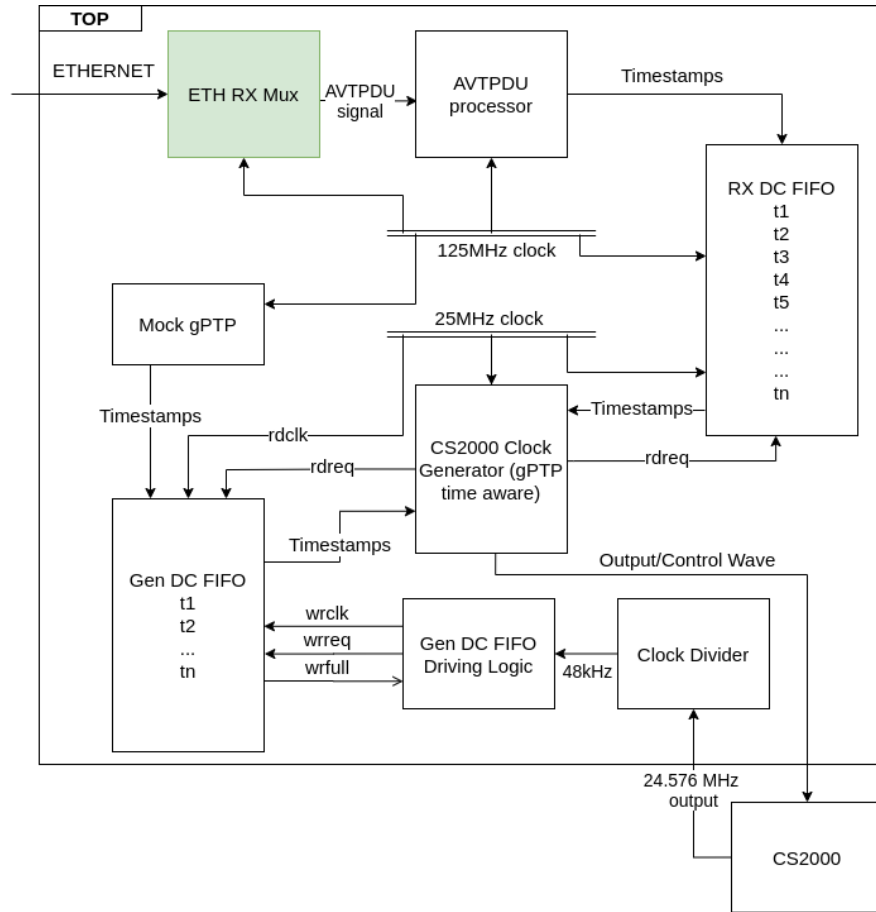 TOP
ETHERNET
ETH RX Mux
AVTPDU
signal
AVTPDU
processor
Timestamps
RX DC FIFO
t1
t2
t3
t4
t5
...
...
...
tn
125MHz clock
Mock gPTP
25MHz clock
Timestamps
Timestamps
rdclk
rdreq
CS2000 Clock
Generator (gPTP
time aware)
rdreq
Timestamps
Output/Control Wave
Gen DC FIFO
t1
t2
...
tn
wrclk
wrreq
wrfull
Gen DC FIFO
Driving Logic
48kHz
Clock Divider
24.576 MHz
output
CS2000